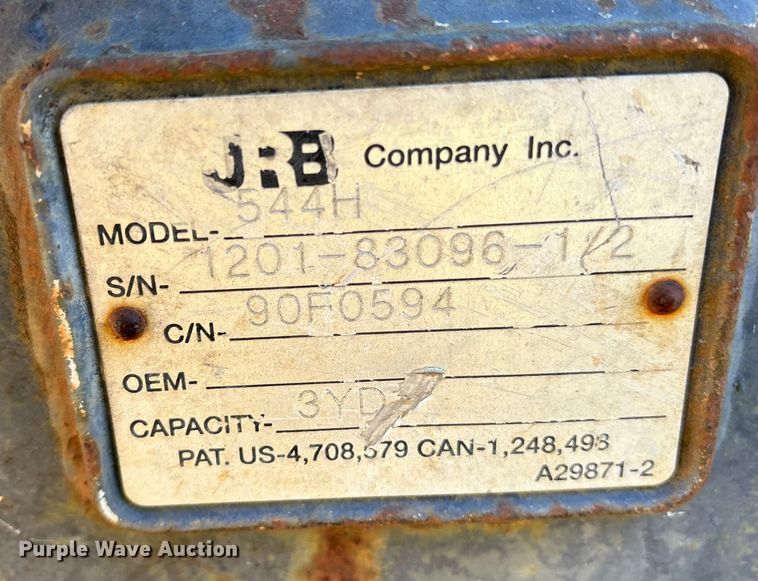 JRB Company Inc.
MODEL- 544H
S/N- 1201-83096-1/2
C/N- 90F0594
OEM-
CAPACITY- 3YD
PAT. US-4,708,579 CAN-1,248,498
A29871-2
Purple Wave Auction